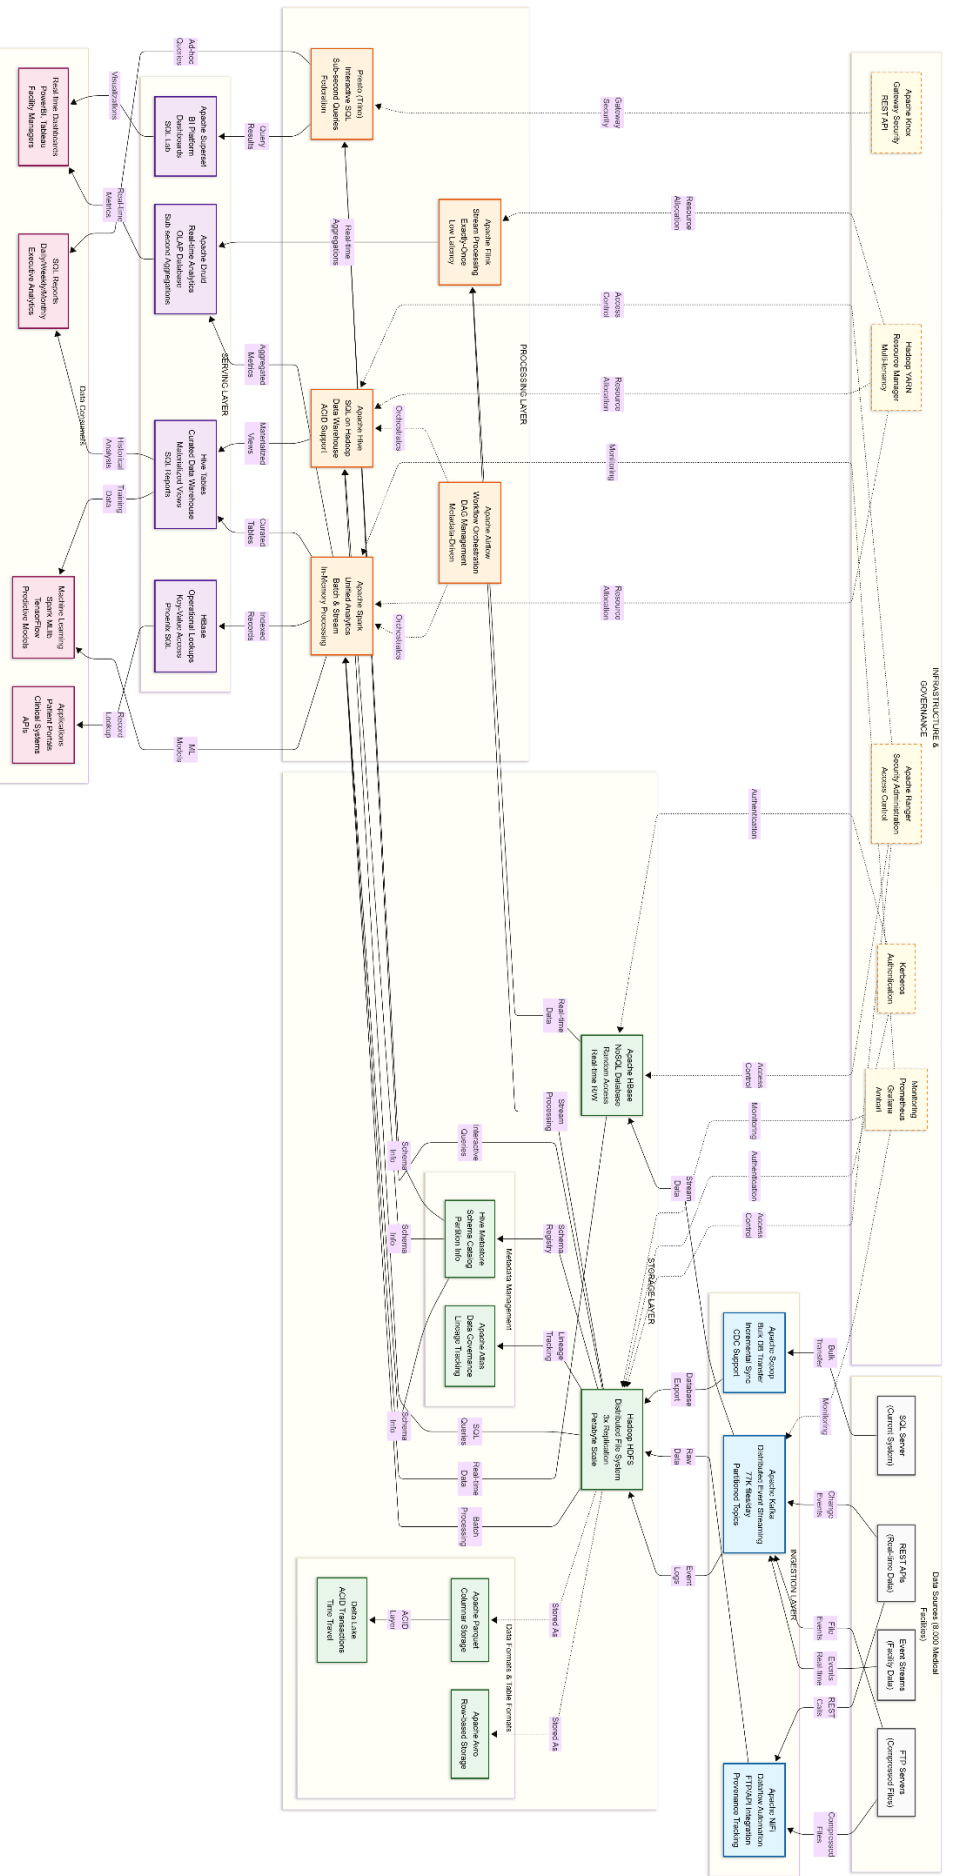 INFRASTRUCTURE &
GOVERNANCE
Apache Knox
Gateway Security
REST API
Hadoop YARN
Resource Manager
Multi-tenancy
Apache Ranger
Security Administration
Access Control
Kerberos
Authentication
Monitoring
Prometheus
Grafana
Ambari
Data Sources (8,000 Medical
Facilities)
SQL Server
(Current System)
REST APIs
(Real-time Data)
Event Streams
(Facility Data)
FTP Servers
(Compressed Files)
Gateway
Security
Resource
Allocation
Access
Control
Resource
Allocation
Monitoring
Resource
Allocation
Authentication
Access
Control
Monitoring
Authentication
Access
Control
Bulk
Transfer
Monitoring
Change
Events
File
Events
Events
Real-time
REST
Calls
Compressed
Files
INGESTION LAYER
Apache Scoop
Bulk DB Transfer
Incremental Sync
CDC Support
Apache Kafka
Distributed Event Streaming
77K files/day
Partitioned Topics
Apache NiFi
Dataflow Automation
FTP/API Integration
Provenance Tracking
Stream
Data
Database
Export
Raw
Data
Event
Logs
STORAGE LAYER
Apache HBase
NoSQL Database
Random Access
Real-time R/W
Hadoop HDFS
Distributed File System
3x Replication
Petabyte Scale
Real-time
Data
Stream
Processing
Schema
Registry
Lineage
Tracking
Stored As
Stored As
Metadata Management
Hive Metastore
Schema Catalog
Partition Info
Apache Atlas
Data Governance
Lineage Tracking
Data Formats & Table Formats
Apache Parquet
Columnar Storage
Apache Avro
Row-based Storage
ACID
Layer
Delta Lake
ACID Transactions
Time Travel
Interactive
Queries
SQL
Queries
Real-time
Data
Batch
Processing
Schema
Info
Schema
Info
Schema
Info
PROCESSING LAYER
Apache Flink
Stream Processing
Exactly-Once
Low Latency
Apache Airflow
Workflow Orchestration
DAG Management
Metadata-Driven
Real-time
Aggregations
Orchestrates
Orchestrates
Presto (Trino)
Interactive SQL
Sub-second Queries
Federation
Apache Hive
SQL on Hadoop
Data Warehouse
ACID Support
Apache Spark
Unified Analytics
Batch & Stream
In-Memory Processing
Query
Results
Aggregated
Metrics
Materialized
Views
Curated
Tables
Indexed
Records
SERVING LAYER
Apache Superset
BI Platform
Dashboards
SQL Lab
Apache Druid
Real-time Analytics
OLAP Database
Sub-second Aggregations
Hive Tables
Curated Data Warehouse
Materialized Views
SQL Reports
HBase
Operational Lookups
Key-Value Access
Phoenix SQL
Ad-hoc
Queries
ML
Models
Visualizations
Real-time
Metrics
Historical
Analysis
Training
Data
Record
Lookup
Data Consumers
Real-time Dashboards
PowerBI, Tableau
Facility Managers
SQL Reports
Daily/Weekly/Monthly
Executive Analytics
Machine Learning
Spark MLlib
TensorFlow
Predictive Models
Applications
Patient Portals
Clinical Systems
APIs